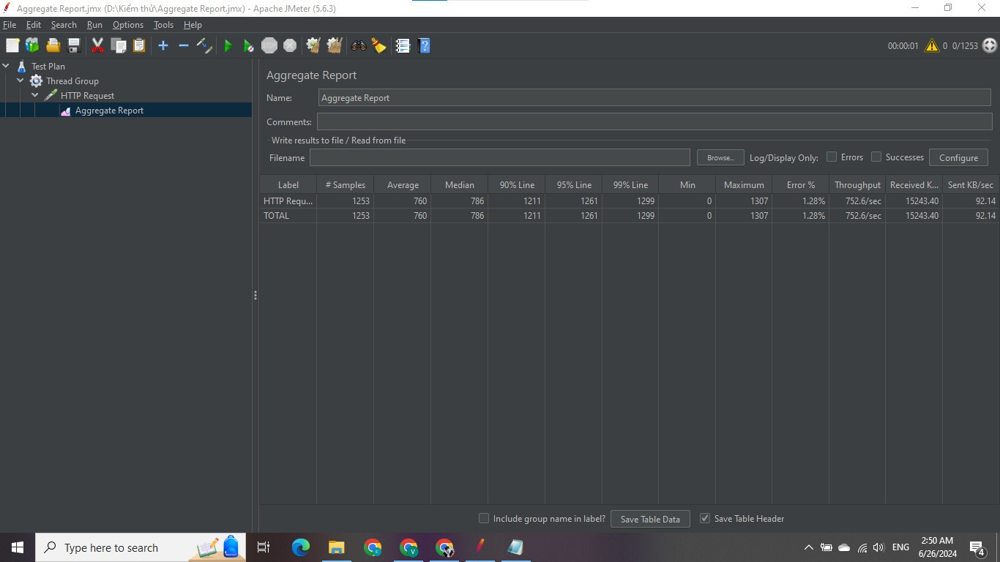 Aggregate Report.jmx (D:\Kiểm thử\Aggregate Report.jmx) - Apache JMeter (5.6.3)
File Edit Search Run Options Tools Help
STOP 00:00:01 0 0/1253
Test Plan
Thread Group
HTTP Request
Aggregate Report
Aggregate Report
Name: Aggregate Report
Comments:
Write results to file / Read from file
Filename Browse... Log/Display Only: Errors Successes Configure
Label # Samples Average Median 90% Line 95% Line 99% Line Min Maximum Error % Throughput Received K... Sent KB/sec
HTTP Requ... 1253 760 786 1211 1261 1299 0 1307 1.28% 752.6/sec 15243.40 92.14
TOTAL 1253 760 786 1211 1261 1299 0 1307 1.28% 752.6/sec 15243.40 92.14
Include group name in label? Save Table Data Save Table Header
Type here to search
ENG
2:50 AM
6/26/2024
4